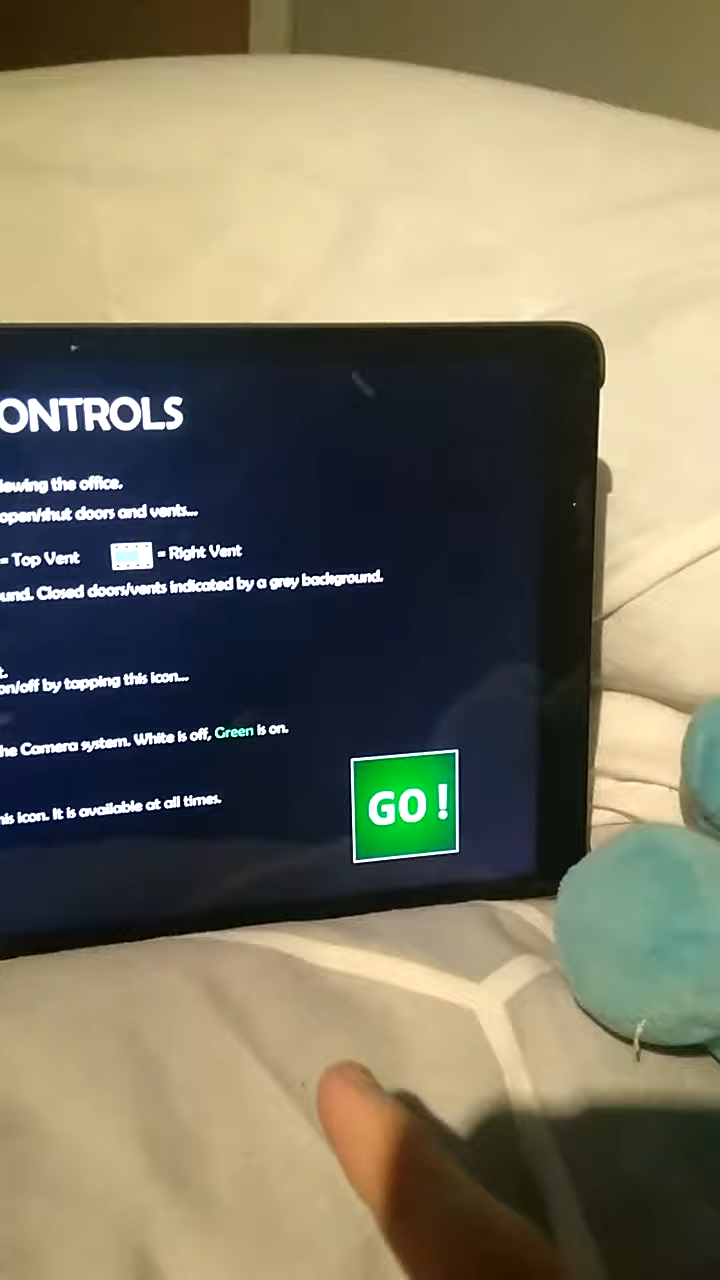 ONTROLS
iewing the office.
open/shut doors and vents...
= Top Vent = Right Vent
und. Closed doors/vents indicated by a grey background.
t.
on/off by tapping this icon...
he Camera system. White is off, Green is on.
his icon. It is available at all times.
GO!